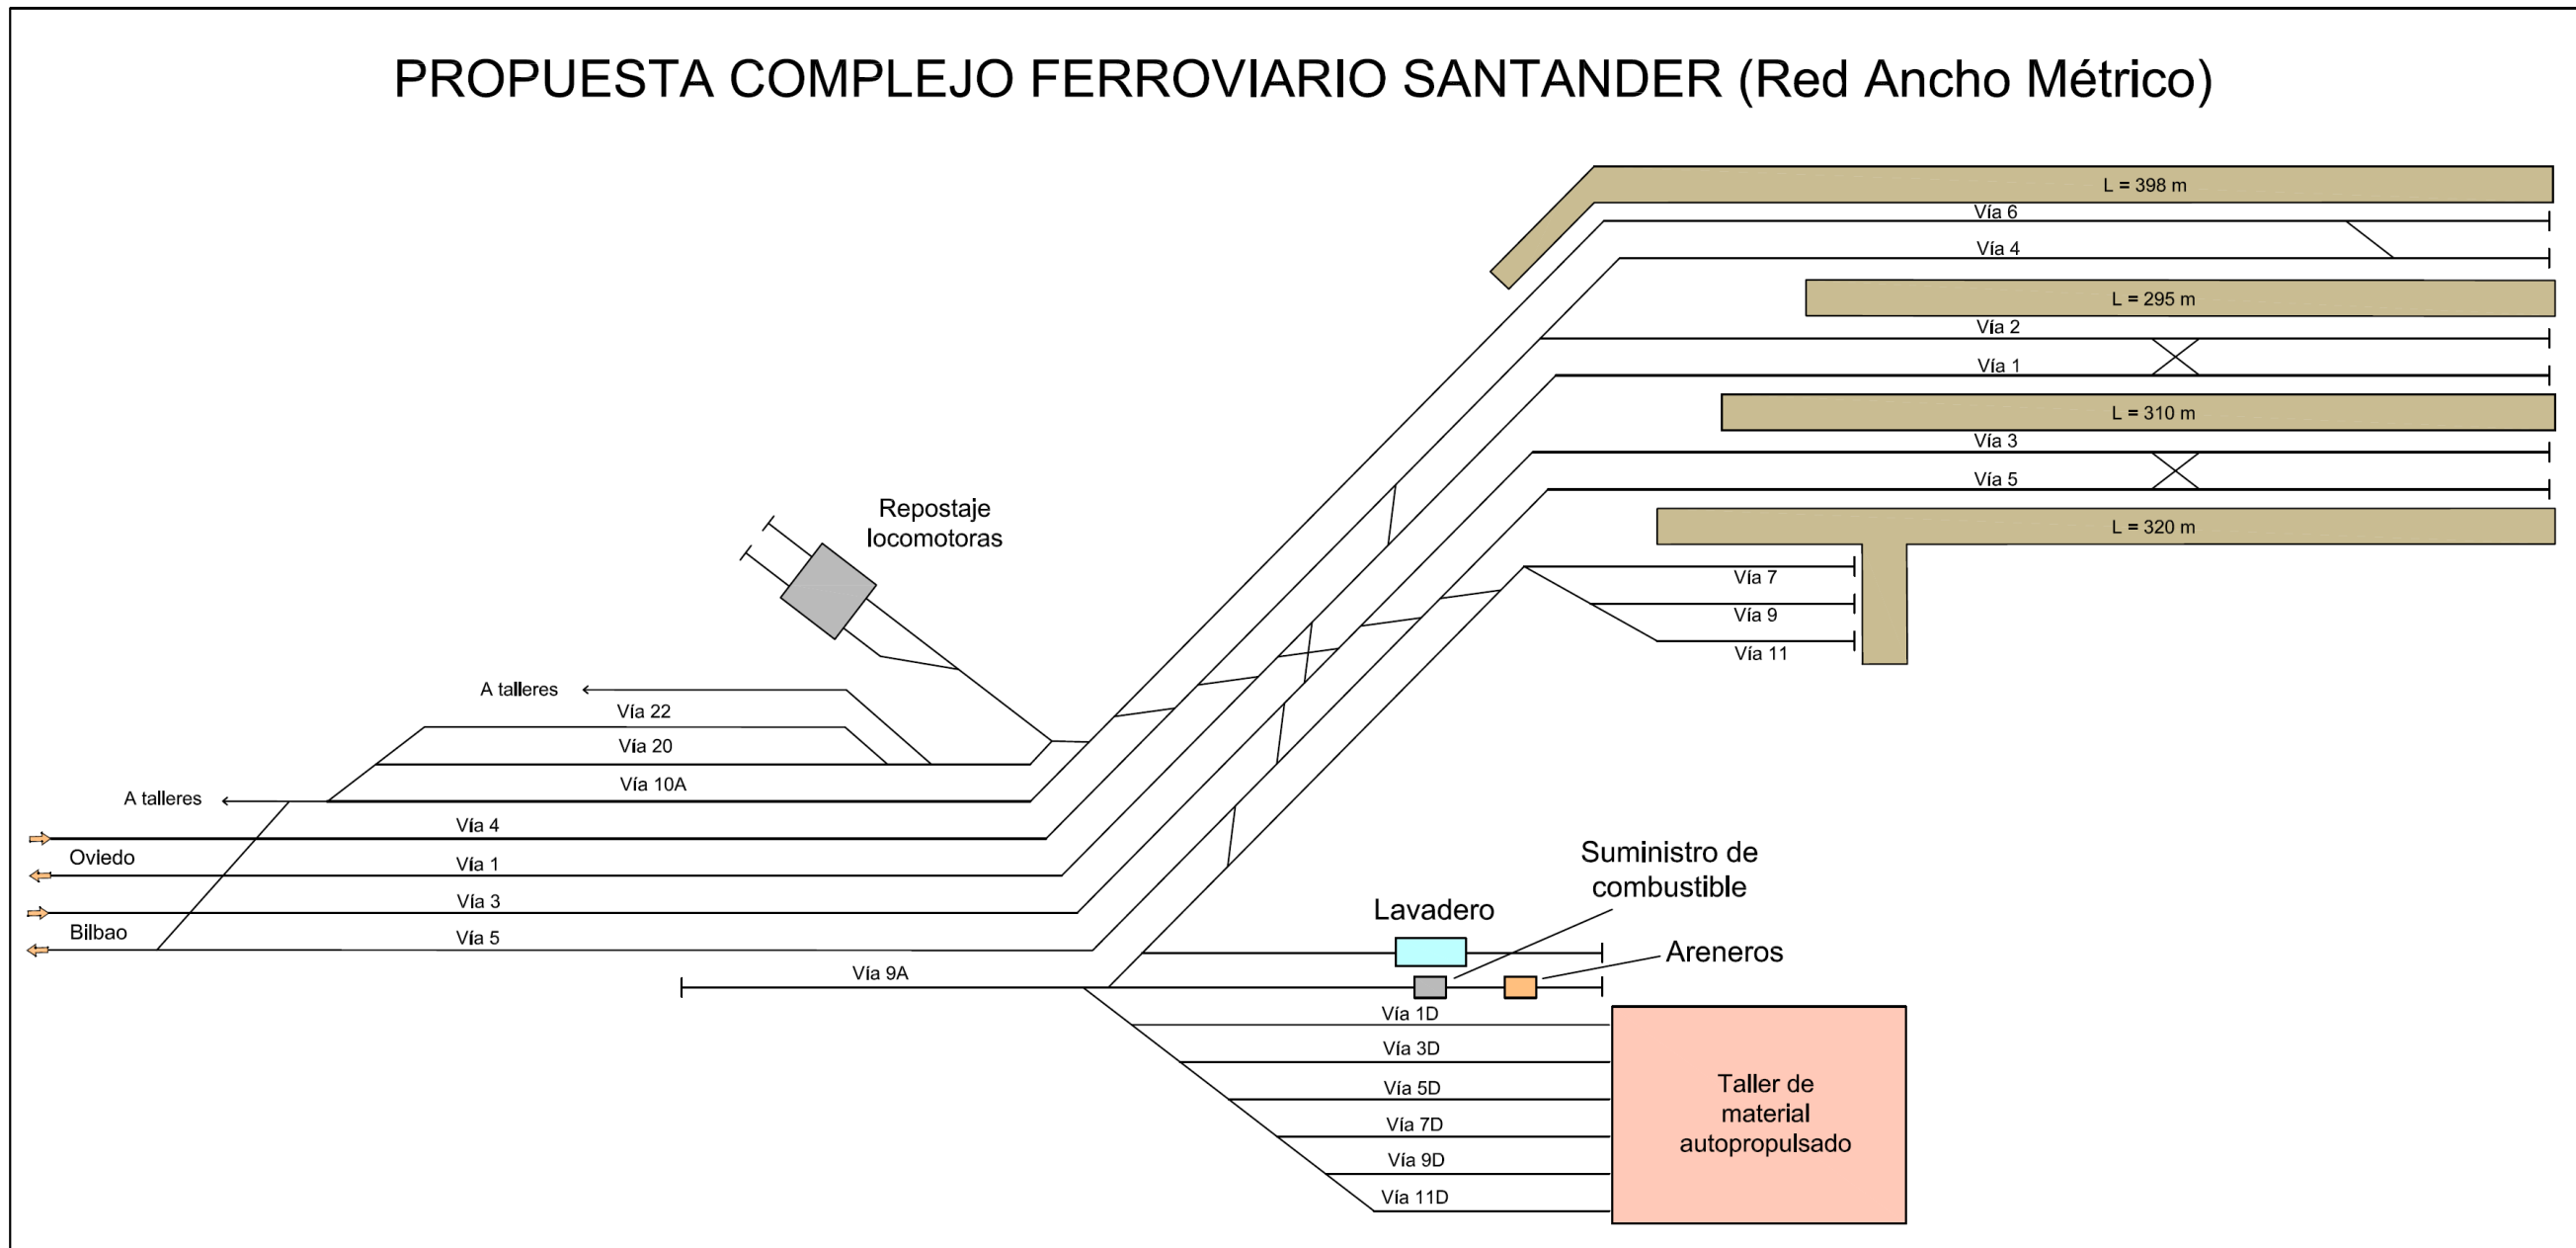 PROPUESTA COMPLEJO FERROVIARIO SANTANDER (Red Ancho Métrico)
L = 398 m
Vía 6
Vía 4
L = 295 m
Vía 2
Vía 1
L = 310 m
Vía 3
Vía 5
L = 320 m
Vía 7
Vía 9
Vía 11
Repostaje
locomotoras
A talleres
Vía 22
Vía 20
Vía 10A
A talleres
Vía 4
Oviedo
Vía 1
Vía 3
Bilbao
Vía 5
Vía 9A
Suministro de
combustible
Lavadero
Areneros
Vía 1D
Vía 3D
Vía 5D
Vía 7D
Vía 9D
Vía 11D
Taller de
material
autopropulsado